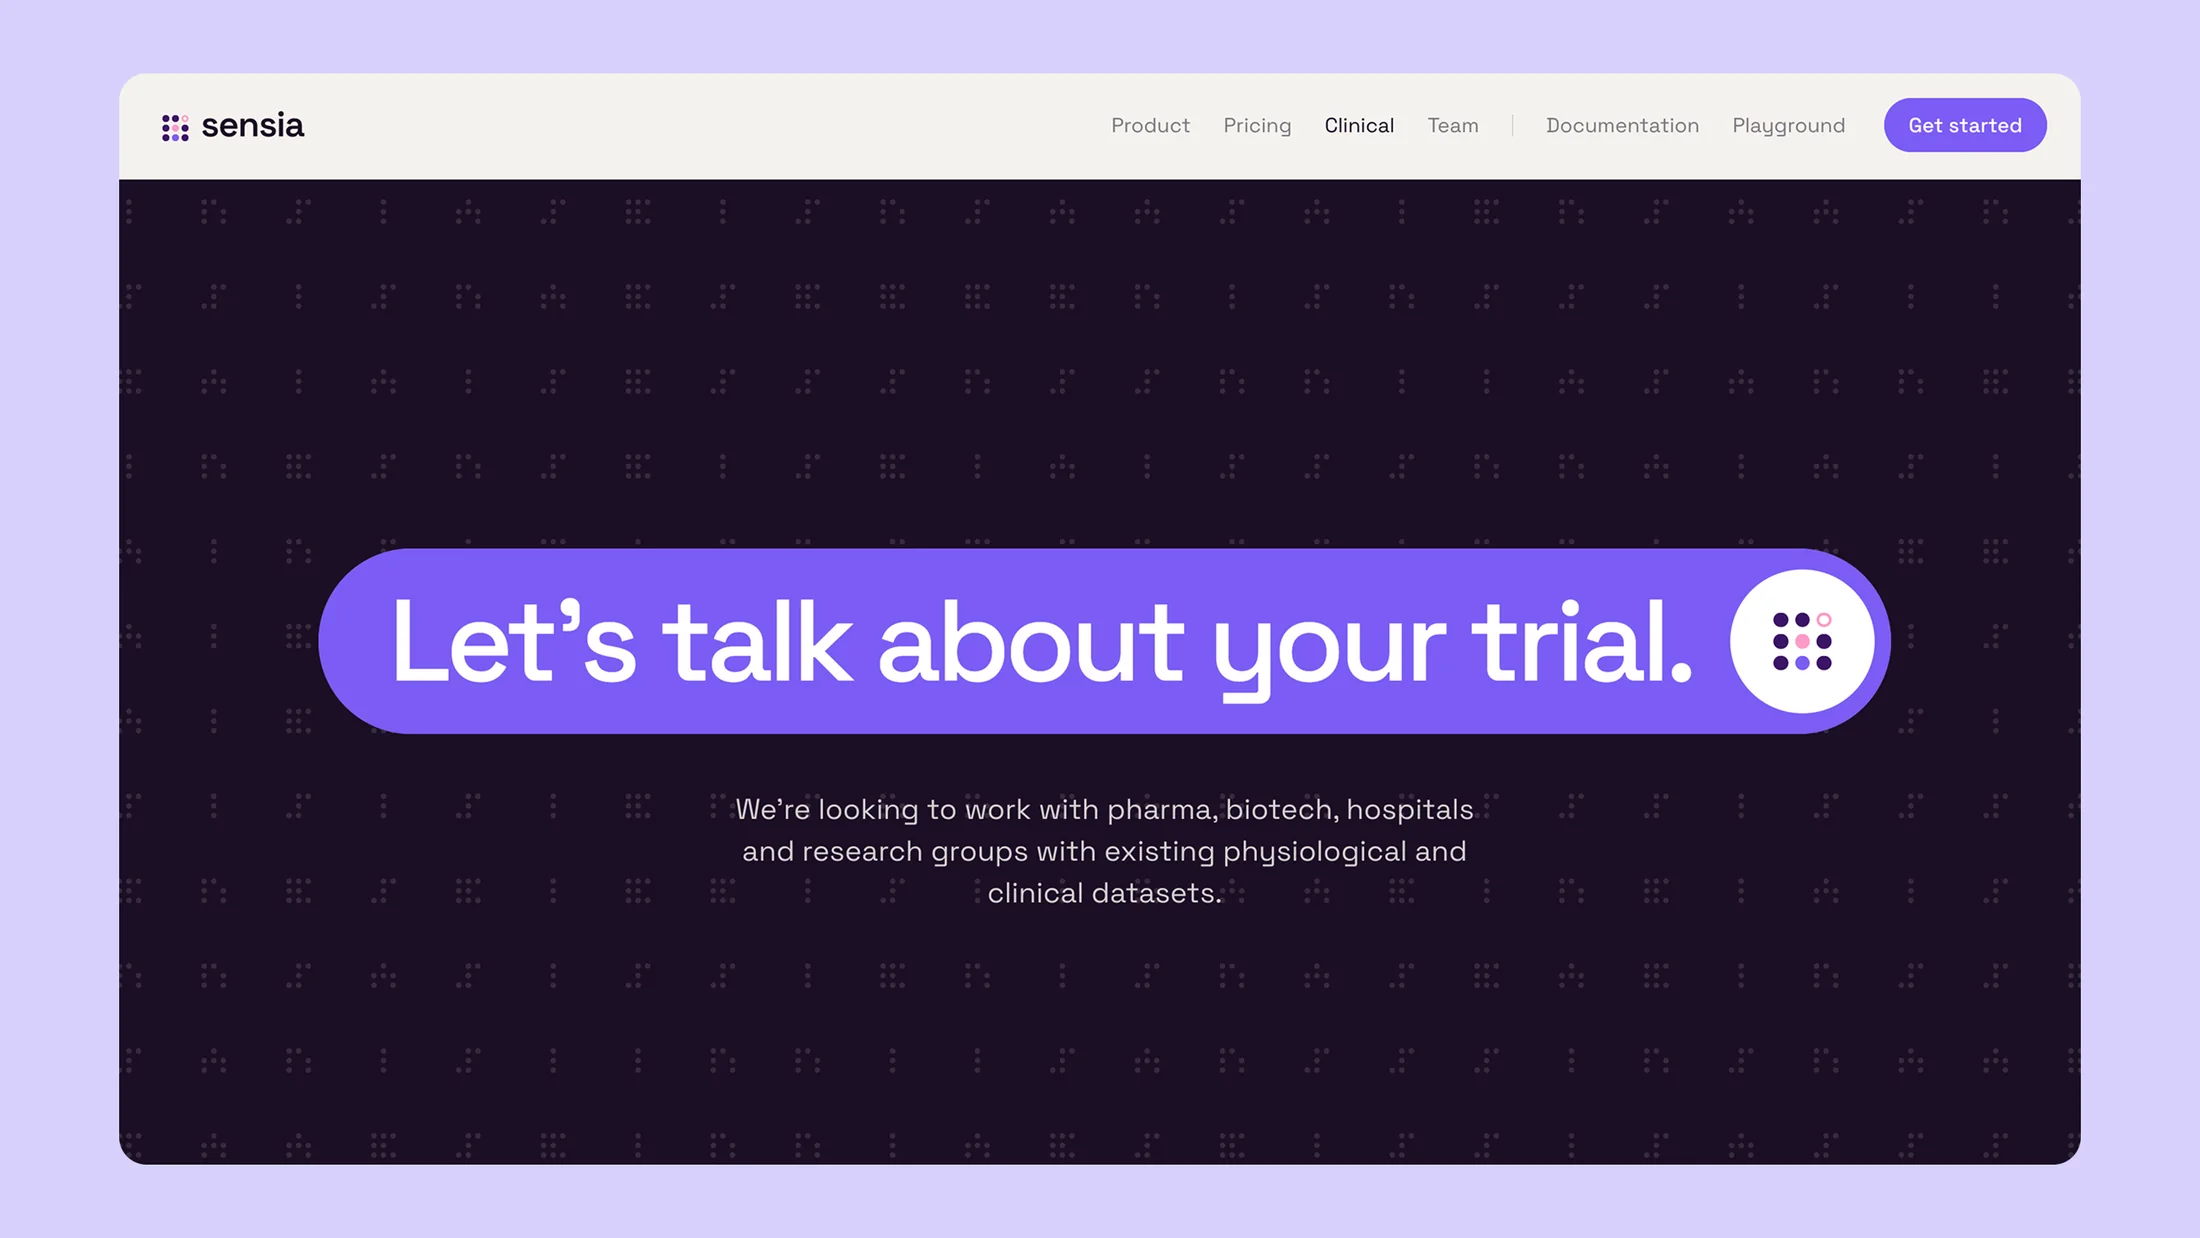 sensia
Product Pricing Clinical Team Documentation Playground Get started
Let’s talk about your trial.
We’re looking to work with pharma, biotech, hospitals
and research groups with existing physiological and
clinical datasets.